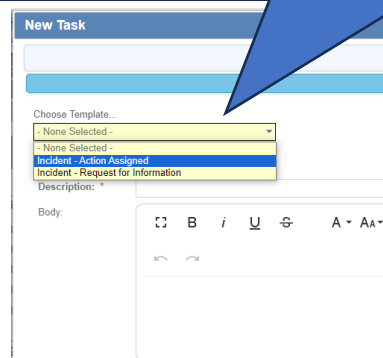 New Task
Choose Template...
- None Selected -
- None Selected -
Incident - Action Assigned
Incident - Request for Information
Description: *
Body:
B i U S A AA